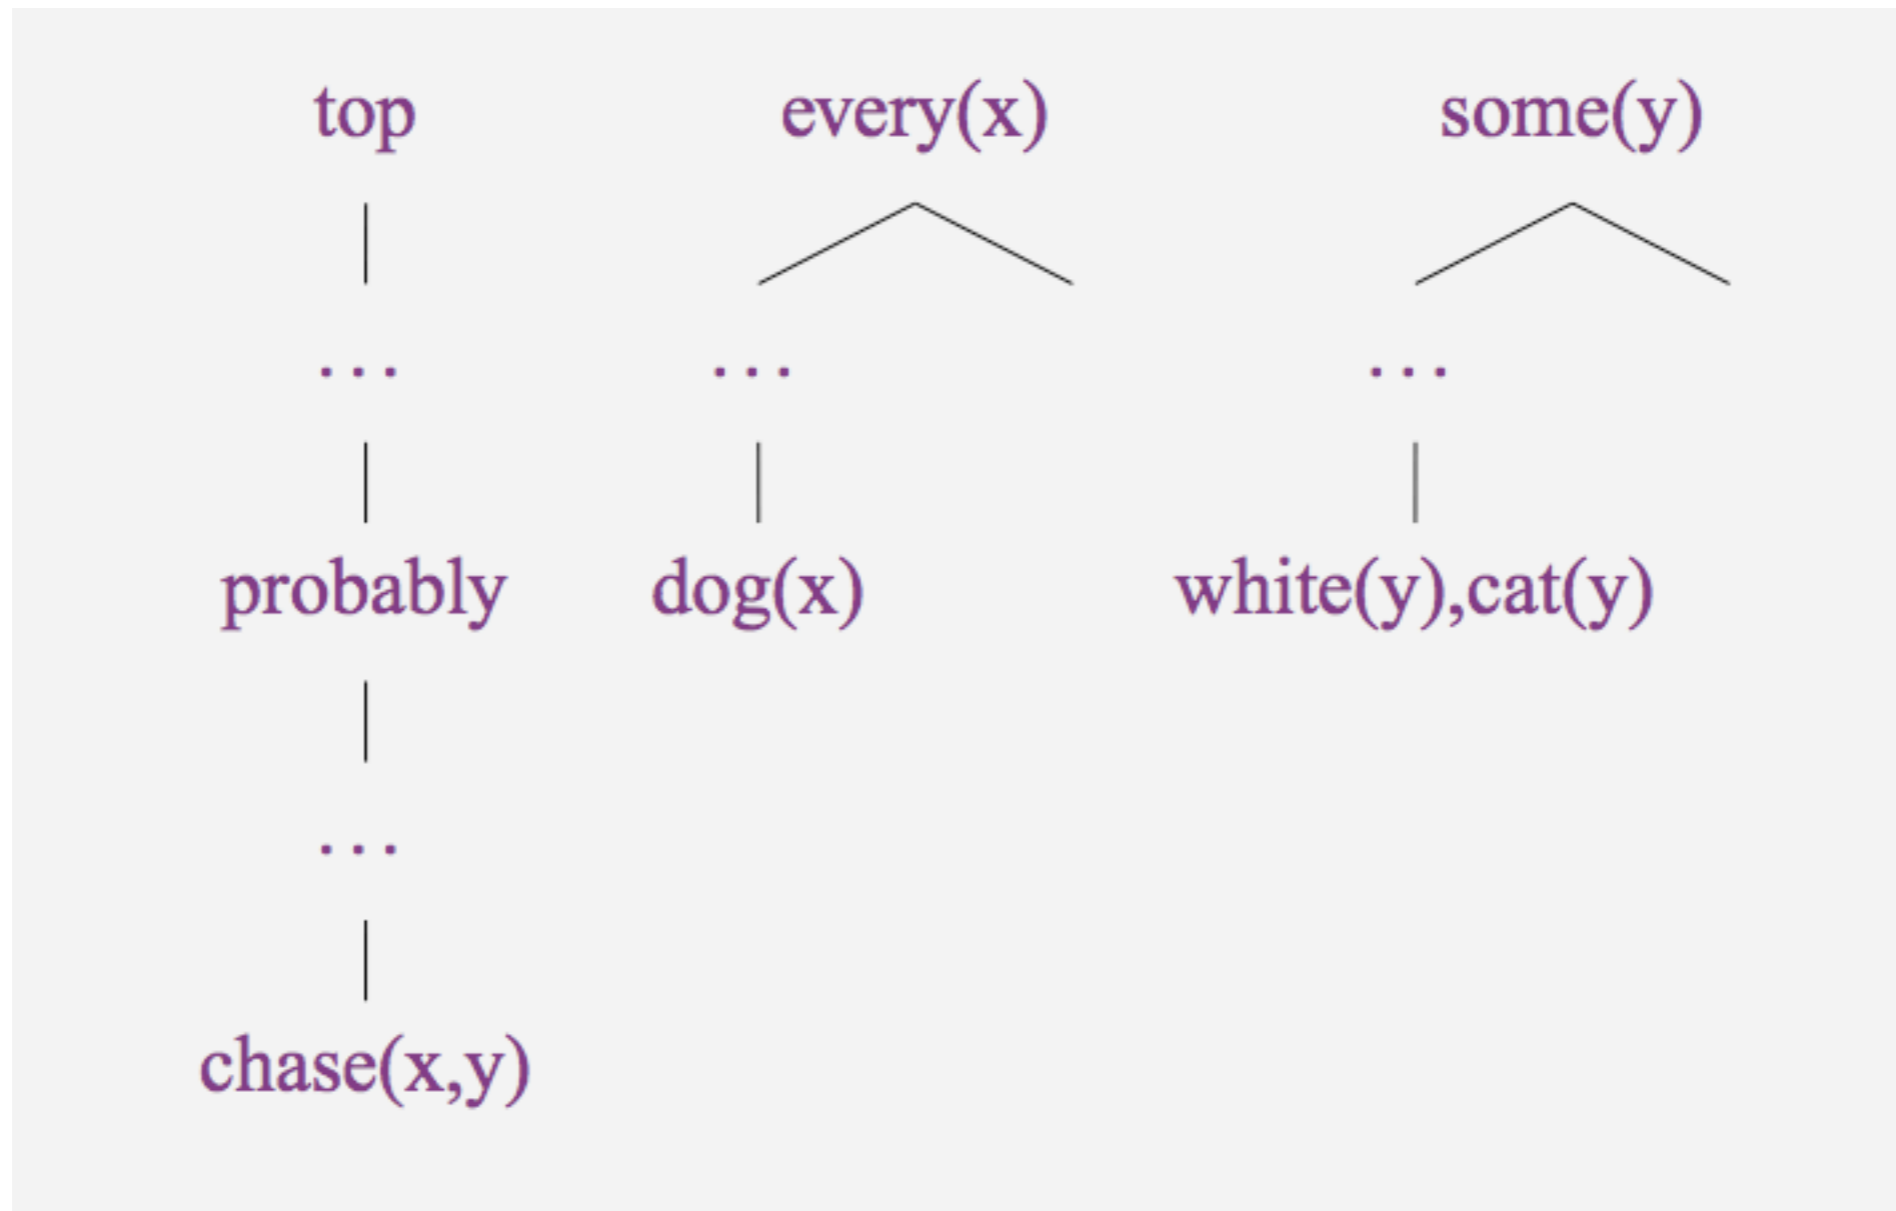 top every(x) some(y)
... ... ...
probably dog(x) white(y),cat(y)
...
chase(x,y)